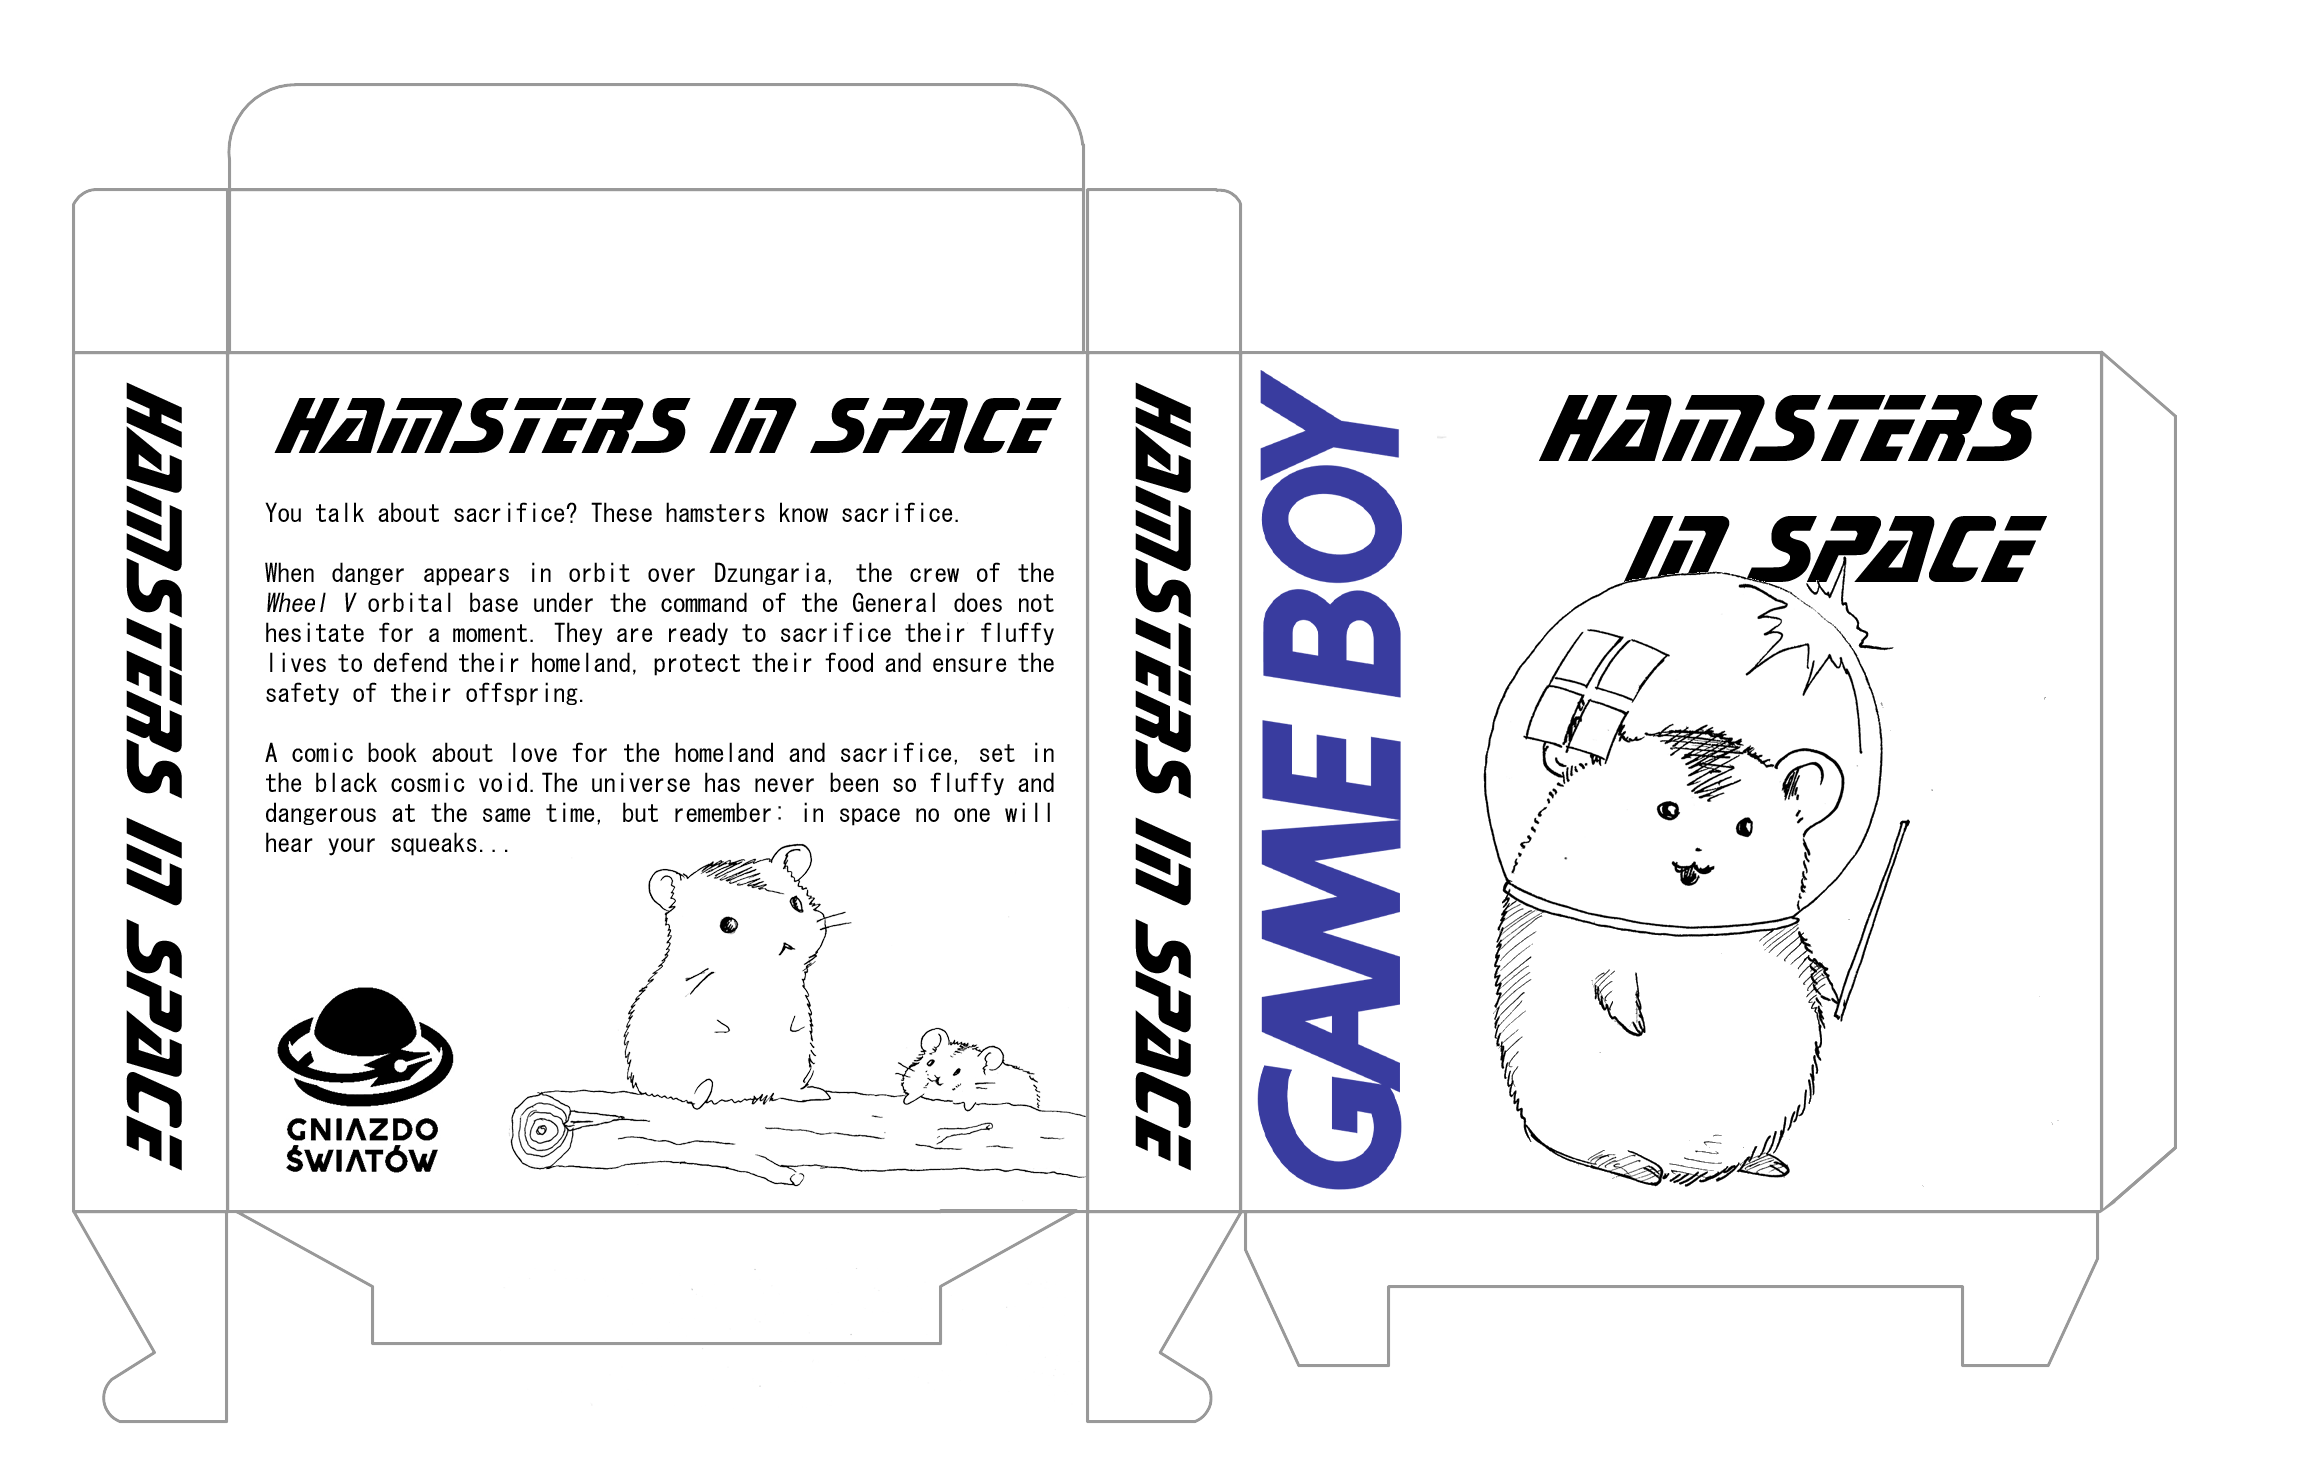 HAMSTERS IN SPACE
HAMSTERS IN SPACE
You talk about sacrifice? These hamsters know sacrifice.
When danger appears in orbit over Dzungaria, the crew of the
Wheel V orbital base under the command of the General does not
hesitate for a moment. They are ready to sacrifice their fluffy
lives to defend their homeland, protect their food and ensure the
safety of their offspring.
A comic book about love for the homeland and sacrifice, set in
the black cosmic void. The universe has never been so fluffy and
dangerous at the same time, but remember: in space no one will
hear your squeaks...
GNIAZDO
ŚWIATÓW
HAMSTERS IN SPACE
GAME BOY
HAMSTERS
IN SPACE